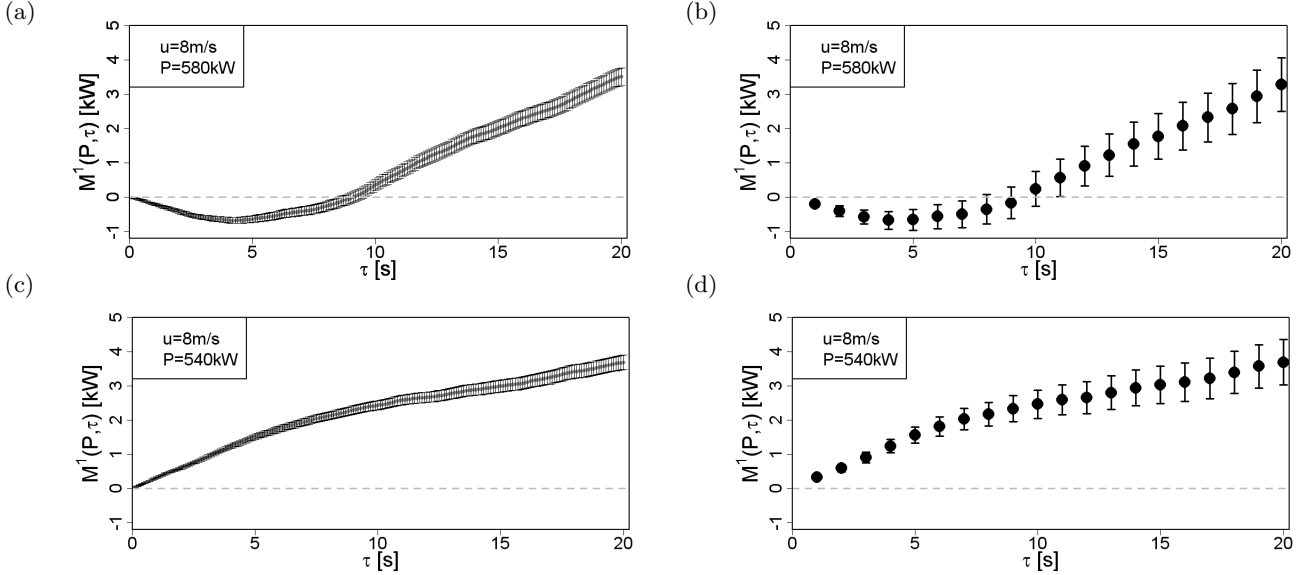 (a)
u=8m/s
P=580kW
M¹(P,τ) [kW]
5
4
3
2
1
0
-1
0 5 10 15 20
τ [s]
(b)
u=8m/s
P=580kW
M¹(P,τ) [kW]
5
4
3
2
1
0
-1
0 5 10 15 20
τ [s]
(c)
u=8m/s
P=540kW
M¹(P,τ) [kW]
5
4
3
2
1
0
-1
0 5 10 15 20
τ [s]
(d)
u=8m/s
P=540kW
M¹(P,τ) [kW]
5
4
3
2
1
0
-1
0 5 10 15 20
τ [s]